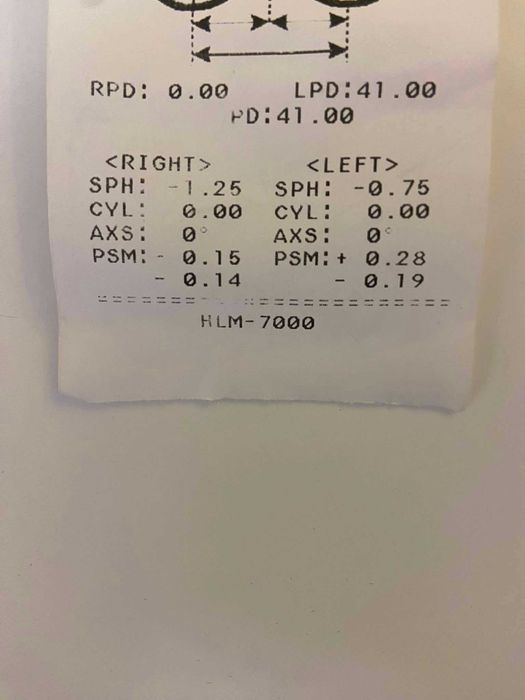 RPD: 0.00 LPD:41.00
PD:41.00
<RIGHT> <LEFT>
SPH: -1.25 SPH: -0.75
CYL: 0.00 CYL: 0.00
AXS: 0° AXS: 0°
PSM: - 0.15 PSM: + 0.28
- 0.14 - 0.19
HLM-7000